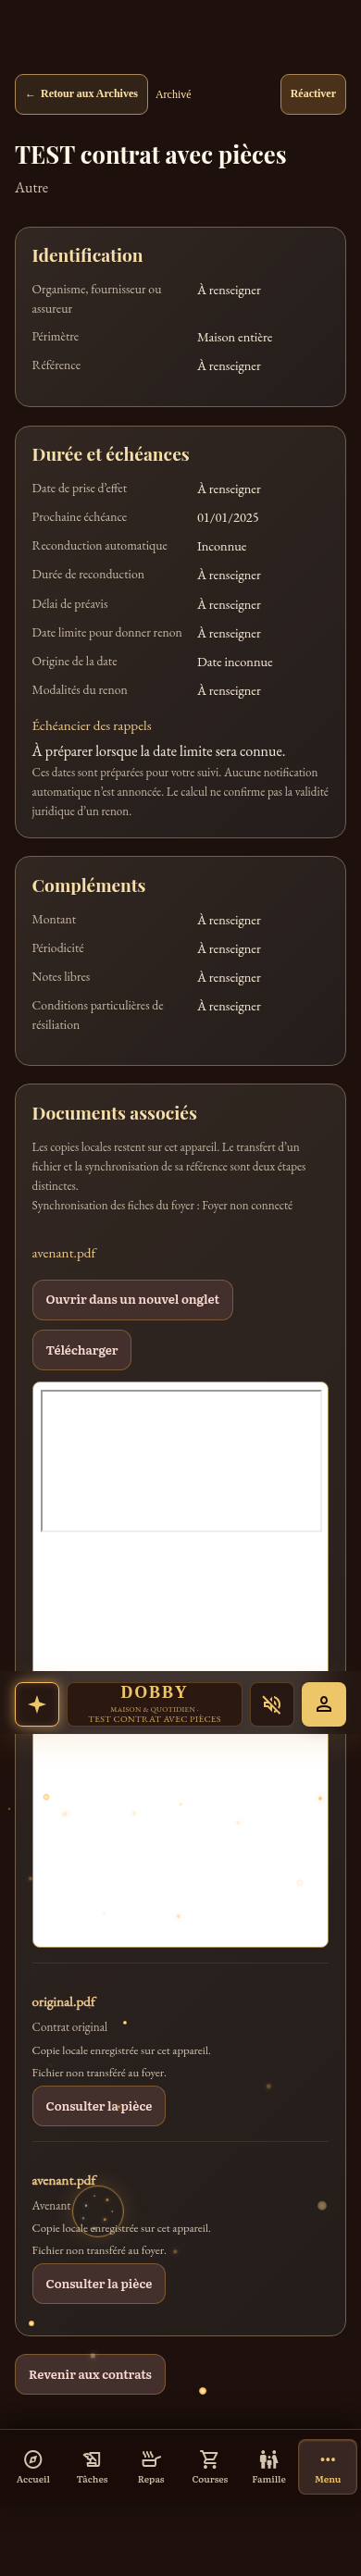 ← Retour aux Archives
Archivé
Réactiver
TEST contrat avec pièces
Autre
Identification
Organisme, fournisseur ou
assureur
À renseigner
Périmètre
Maison entière
Référence
À renseigner
Durée et échéances
Date de prise d’effet
À renseigner
Prochaine échéance
01/01/2025
Reconduction automatique
Inconnue
Durée de reconduction
À renseigner
Délai de préavis
À renseigner
Date limite pour donner renon
À renseigner
Origine de la date
Date inconnue
Modalités du renon
À renseigner
Échéancier des rappels
À préparer lorsque la date limite sera connue.
Ces dates sont préparées pour votre suivi. Aucune notification
automatique n’est annoncée. Le calcul ne confirme pas la validité
juridique d’un renon.
Compléments
Montant
À renseigner
Périodicité
À renseigner
Notes libres
À renseigner
Conditions particulières de
résiliation
À renseigner
Documents associés
Les copies locales restent sur cet appareil. Le transfert d’un
fichier et la synchronisation de sa référence sont deux étapes
distinctes.
Synchronisation des fiches du foyer : Foyer non connecté
avenant.pdf
Ouvrir dans un nouvel onglet
Télécharger
DOBBY
MAISON & QUOTIDIEN ·
TEST CONTRAT AVEC PIÈCES
original.pdf
Contrat original
Copie locale enregistrée sur cet appareil.
Fichier non transféré au foyer.
Consulter la pièce
avenant.pdf
Avenant
Copie locale enregistrée sur cet appareil.
Fichier non transféré au foyer.
Consulter la pièce
Revenir aux contrats
Accueil
Tâches
Repas
Courses
Famille
Menu